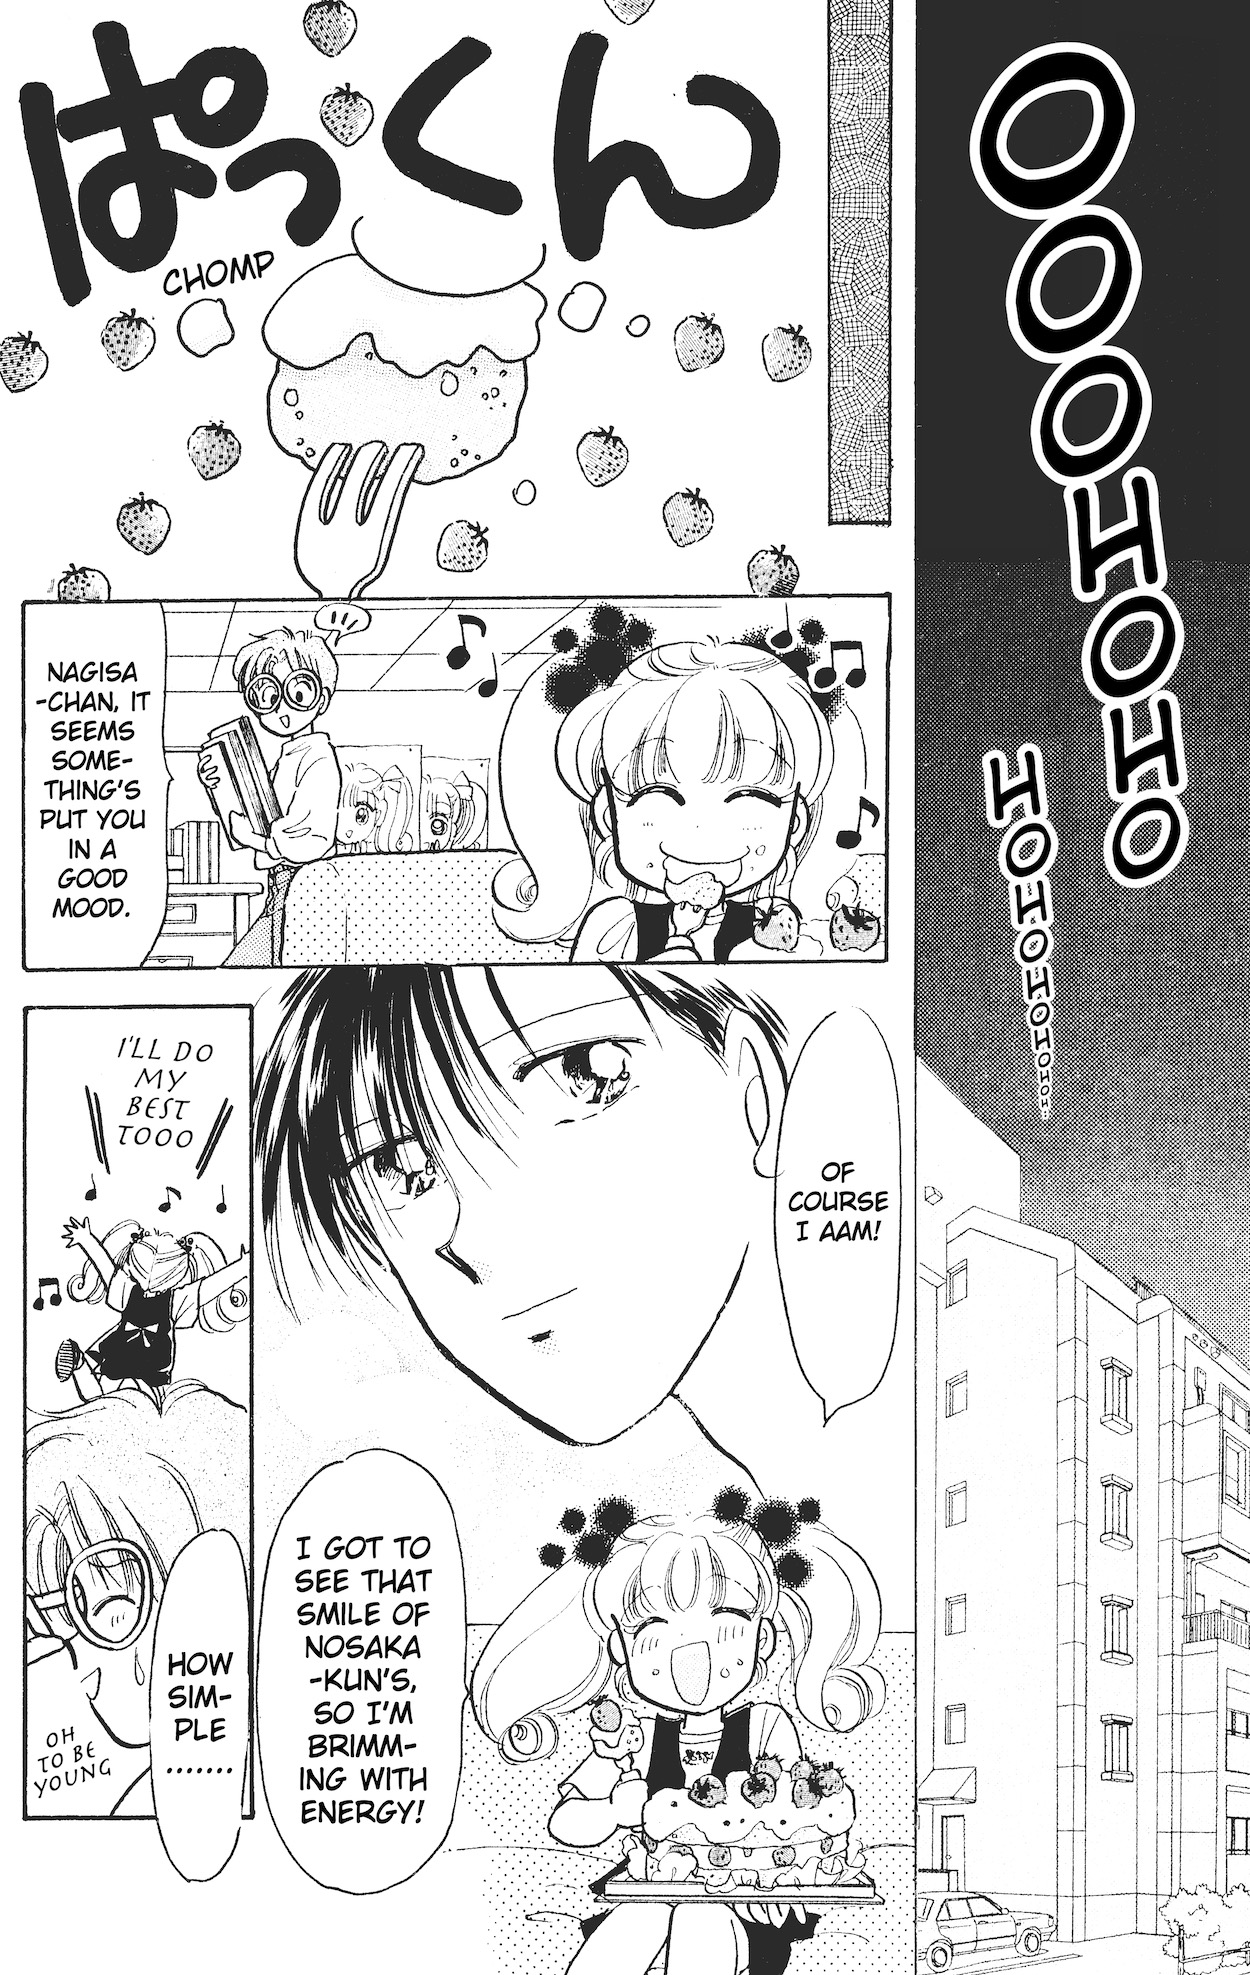 OOOHOHO
HOHOHOHOHOHOH!
ぱっくん
CHOMP
NAGISA
-CHAN, IT
SEEMS
SOME-
THING'S
PUT YOU
IN A
GOOD
MOOD.
OF
COURSE
I AAM!
I GOT TO
SEE THAT
SMILE OF
NOSAKA
-KUN'S,
SO I'M
BRIMM-
ING WITH
ENERGY!
I'LL DO
MY
BEST
TOOO
HOW
SIM-
PLE
.......
OH
TO BE
YOUNG